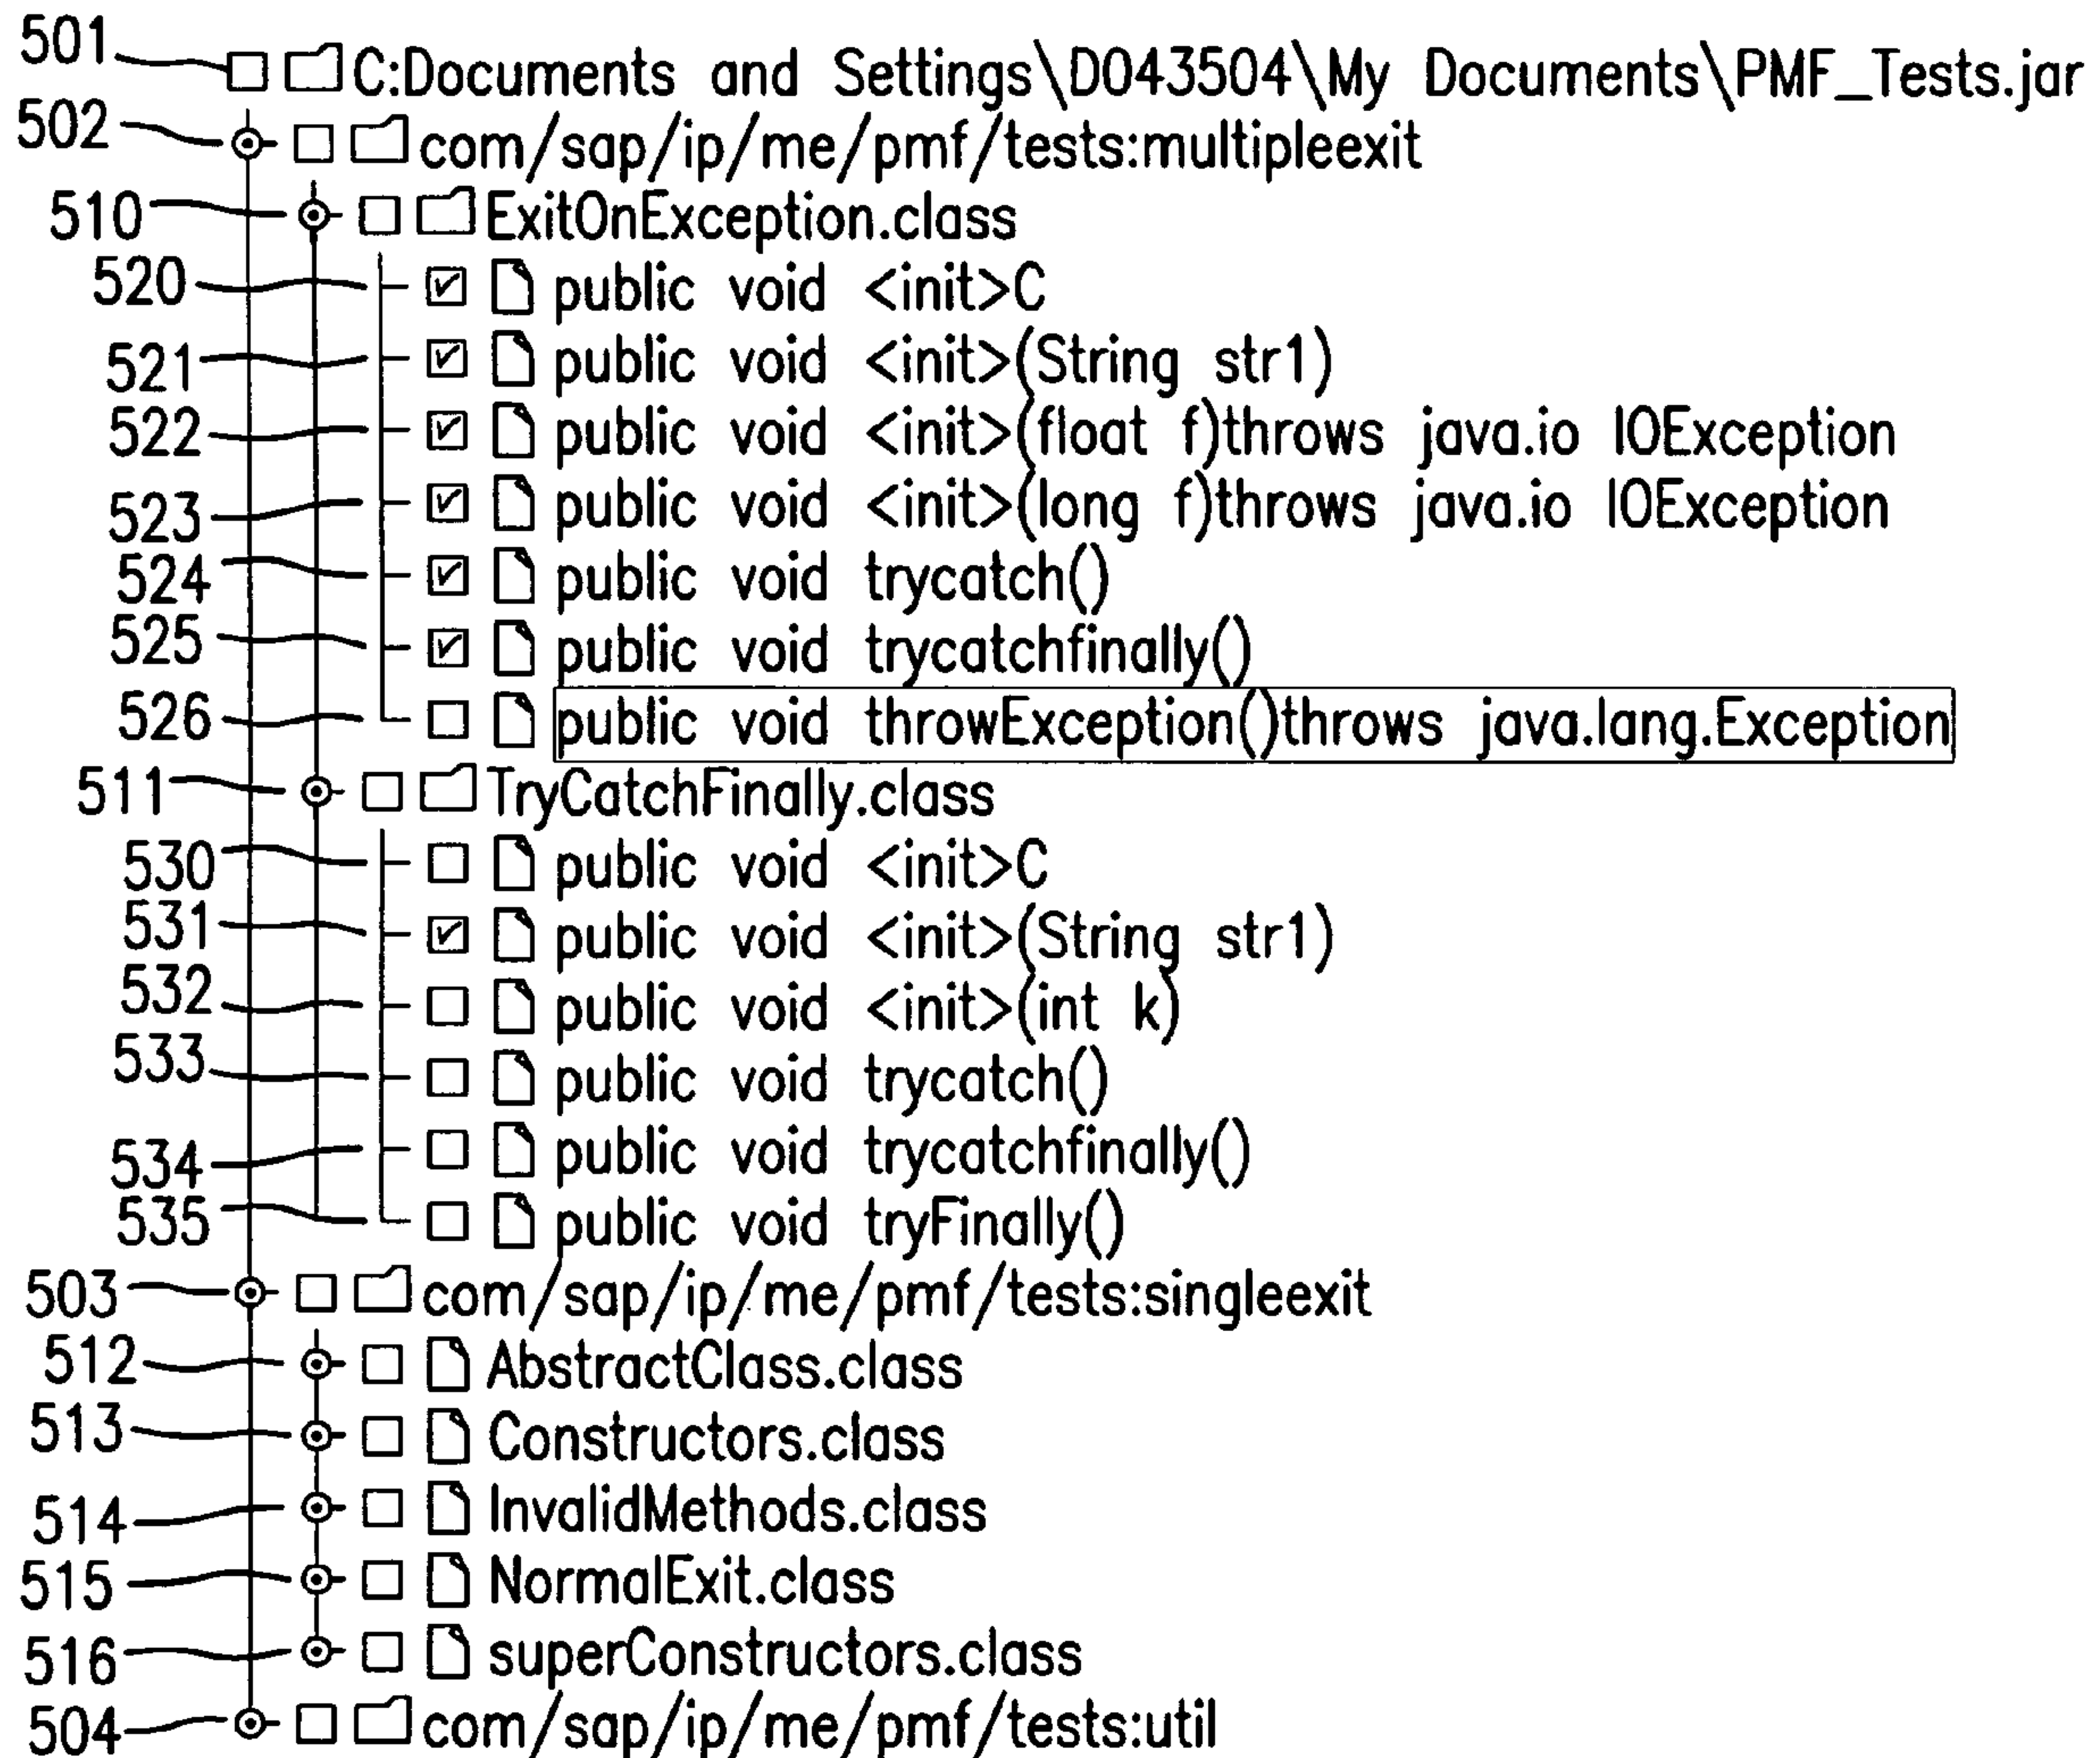 501 C:Documents and Settings\D043504\My Documents\PMF_Tests.jar
502 com/sap/ip/me/pmf/tests:multipleexit
510 ExitOnException.class
520 public void <init>C
521 public void <init>(String str1)
522 public void <init>(float f)throws java.io IOException
523 public void <init>(long f)throws java.io IOException
524 public void trycatch()
525 public void trycatchfinally()
526 public void throwException()throws java.lang.Exception
511 TryCatchFinally.class
530 public void <init>C
531 public void <init>(String str1)
532 public void <init>(int k)
533 public void trycatch()
534 public void trycatchfinally()
535 public void tryFinally()
503 com/sap/ip/me/pmf/tests:singleexit
512 AbstractClass.class
513 Constructors.class
514 InvalidMethods.class
515 NormalExit.class
516 superConstructors.class
504 com/sap/ip/me/pmf/tests:util